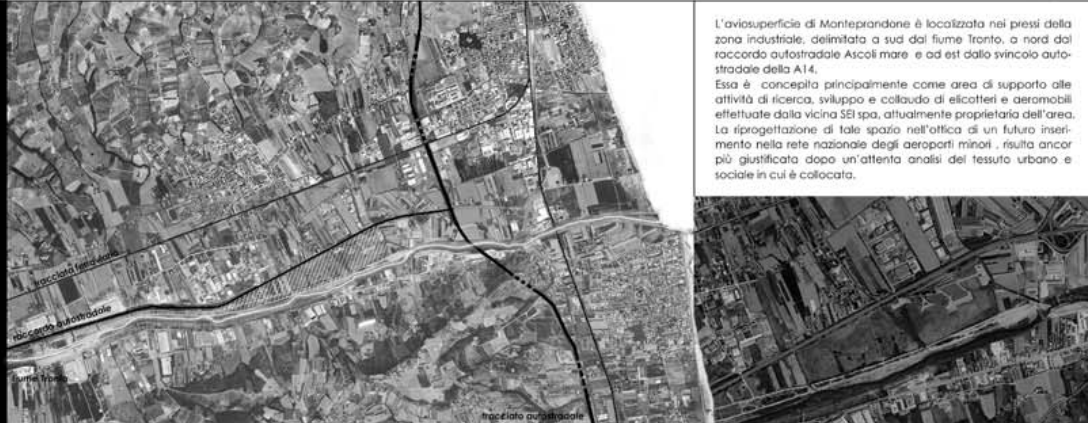 L'aviosuperficie di Monteprandone è localizzata nei pressi della
zona industriale, delimitata a sud dal fiume Tronto, a nord dal
raccordo autostradale Ascoli mare e ad est dallo svincolo auto-
stradale della A14.
Essa è concepita principalmente come area di supporto alle
attività di ricerca, sviluppo e collaudo di elicotteri e aeromobili
effettuate dalla vicina SEI spa, attualmente proprietaria dell'area.
La riprogettazione di tale spazio nell'ottica di un futuro inseri-
mento nella rete nazionale degli aeroporti minori , risulta ancor
più giustificata dopo un'attenta analisi del tessuto urbano e
sociale in cui è collocata.
tracciato ferroviario
raccordo autostradale
fiume tronto
tracciato autostradale